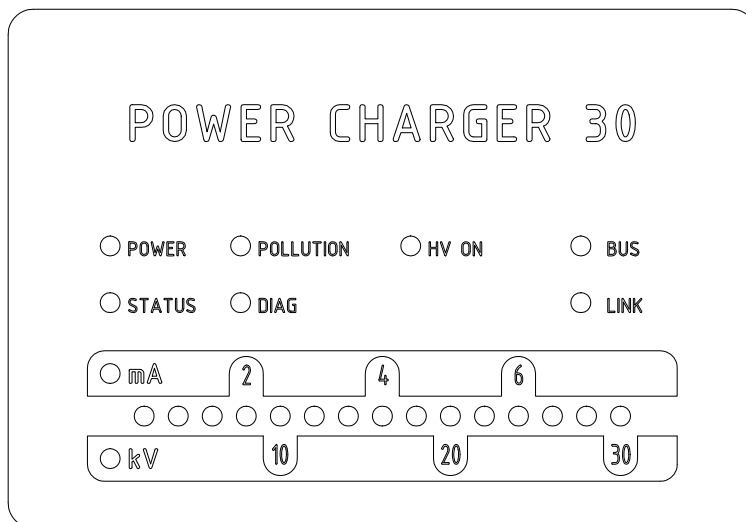 POWER CHARGER 30
POWER POLLUTION HV ON BUS
STATUS DIAG LINK
mA 2 4 6
kV 10 20 30